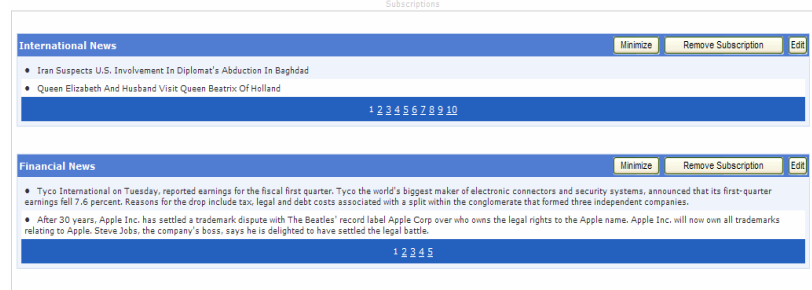 Subscriptions
International News Minimize Remove Subscription Edit
• Iran Suspects U.S. Involvement In Diplomat's Abduction In Baghdad
• Queen Elizabeth And Husband Visit Queen Beatrix Of Holland
1 2 3 4 5 6 7 8 9 10
Financial News Minimize Remove Subscription Edit
• Tyco International on Tuesday, reported earnings for the fiscal first quarter. Tyco the world's biggest maker of electronic connectors and security systems, announced that its first-quarter
earnings fell 7.6 percent. Reasons for the drop include tax, legal and debt costs associated with a split within the conglomerate that formed three independent companies.
• After 30 years, Apple Inc. has settled a trademark dispute with The Beatles' record label Apple Corp over who owns the legal rights to the Apple name. Apple Inc. will now own all trademarks
relating to Apple. Steve Jobs, the company's boss, says he is delighted to have settled the legal battle.
1 2 3 4 5